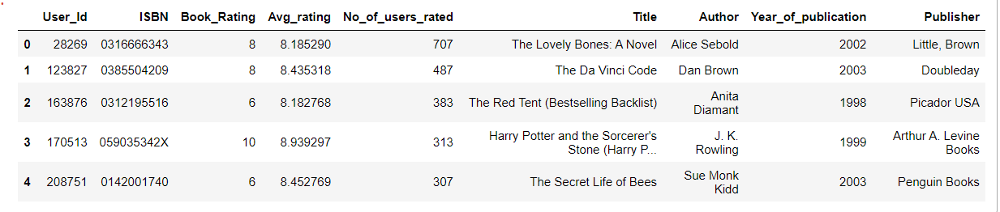 User_Id ISBN Book_Rating Avg_rating No_of_users_rated Title Author Year_of_publication Publisher
0 28269 0316666343 8 8.185290 707 The Lovely Bones: A Novel Alice Sebold 2002 Little, Brown
1 123827 0385504209 8 8.435318 487 The Da Vinci Code Dan Brown 2003 Doubleday
2 163876 0312195516 6 8.182768 383 The Red Tent (Bestselling Backlist) Anita Diamant 1998 Picador USA
3 170513 059035342X 10 8.939297 313 Harry Potter and the Sorcerer's Stone (Harry P... J. K. Rowling 1999 Arthur A. Levine Books
4 208751 0142001740 6 8.452769 307 The Secret Life of Bees Sue Monk Kidd 2003 Penguin Books